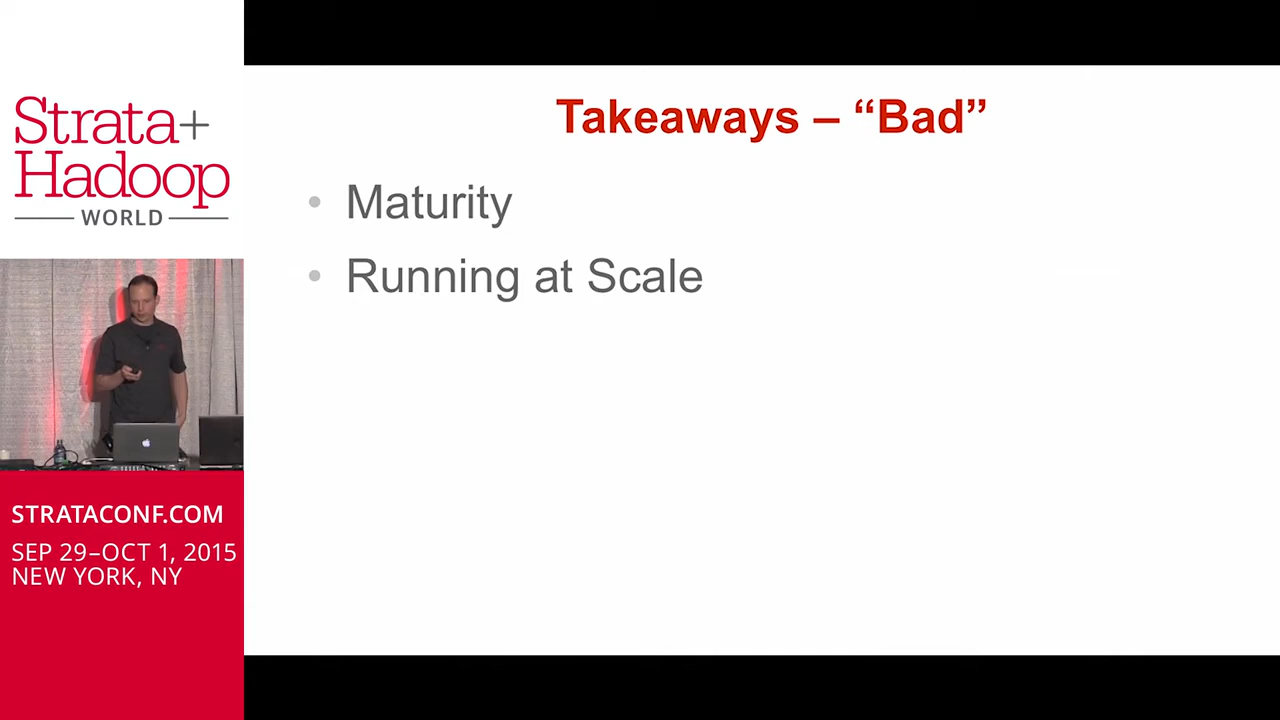 Strata+
Hadoop
WORLD
STRATACONF.COM
SEP 29–OCT 1, 2015
NEW YORK, NY
Takeaways – “Bad”
• Maturity
• Running at Scale